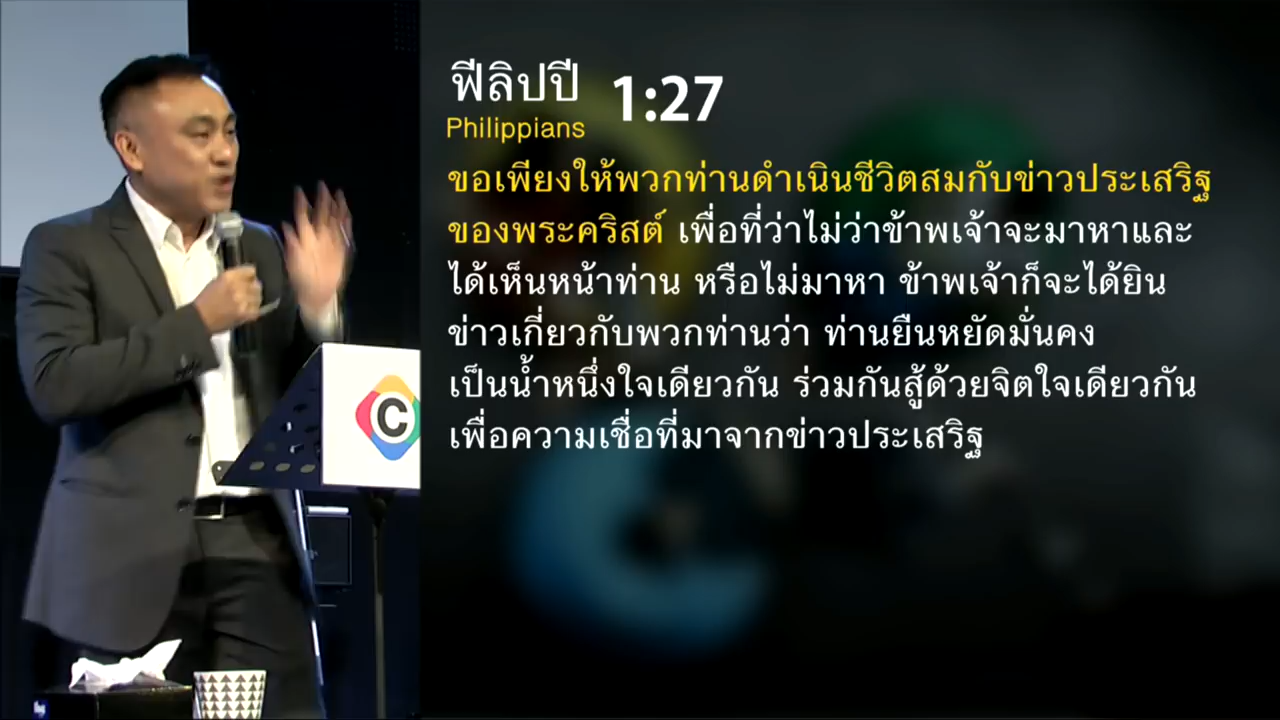 ฟีลิปปี 1:27
Philippians
ขอเพียงให้พวกท่านดำเนินชีวิตสมกับข่าวประเสริฐ
ของพระคริสต์ เพื่อที่ว่าไม่ว่าข้าพเจ้าจะมาหาและ
ได้เห็นหน้าท่าน หรือไม่มาหา ข้าพเจ้าก็จะได้ยิน
ข่าวเกี่ยวกับพวกท่านว่า ท่านยืนหยัดมั่นคง
เป็นน้ำหนึ่งใจเดียวกัน ร่วมกันสู้ด้วยจิตใจเดียวกัน
เพื่อความเชื่อที่มาจากข่าวประเสริฐ
C